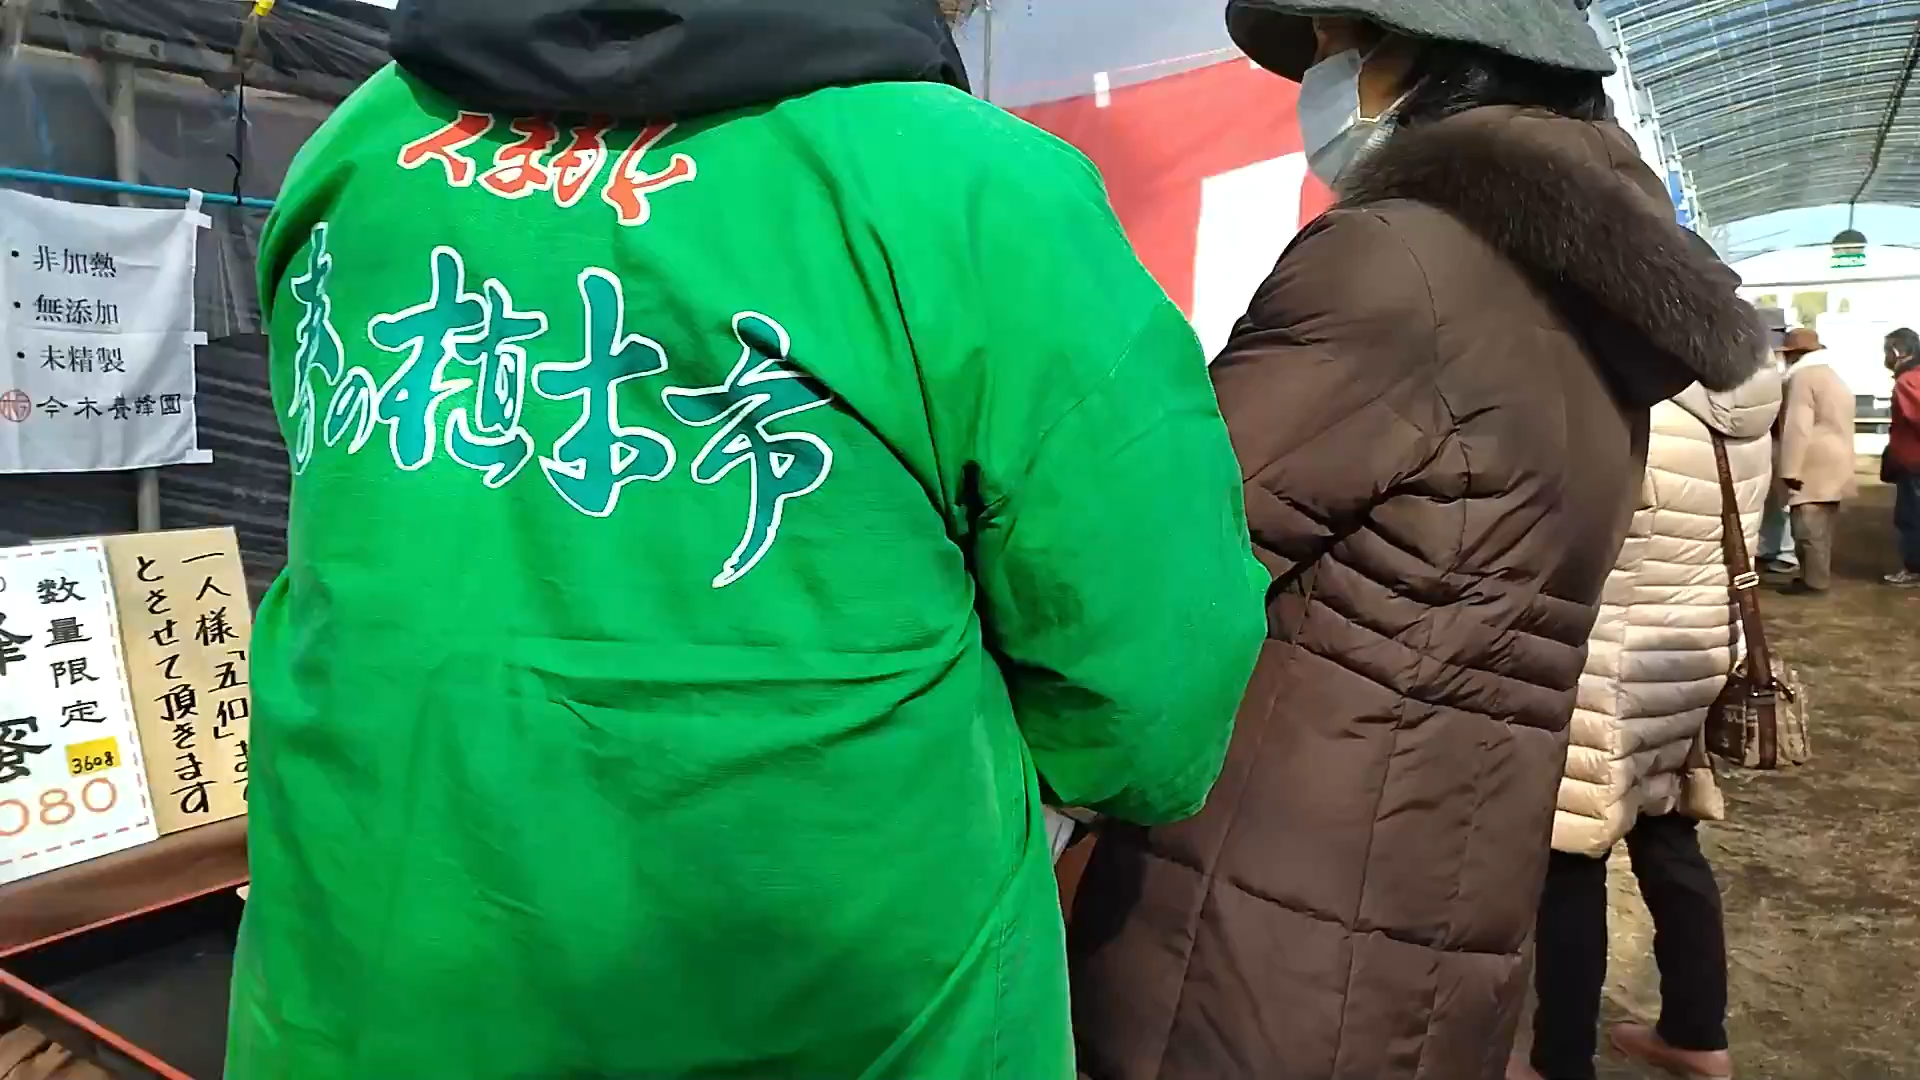 くまもと
春の植木市
・非加熱
・無添加
・未精製
今木養蜂園
数量限定
3608
080
一人様「五個」まで
とさせて頂きます